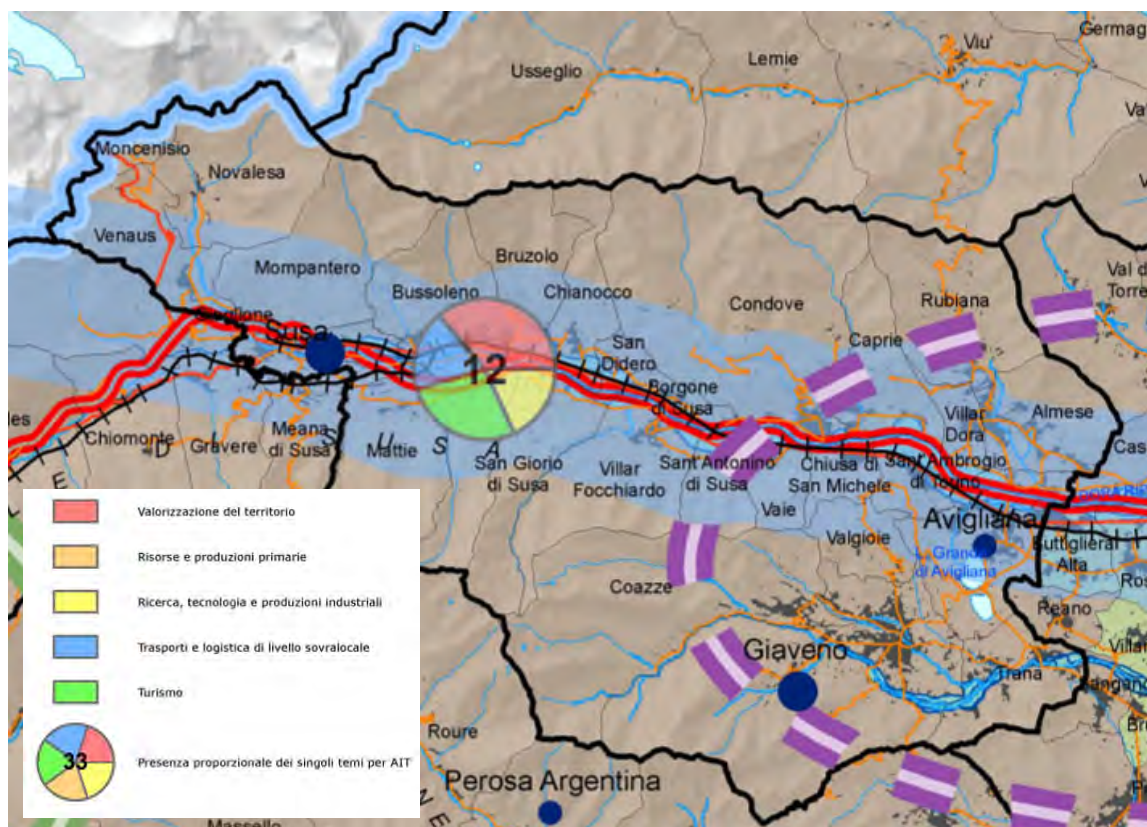 Germag
Viu'
Lemie
Usseglio
Moncenisio
Novalesa
Venaus
Mompantero
Bruzolo
Bussoleno
Chianocco
Condove
Rubiana
Val d
Torre
Caprie
Susa
San
Didero
12
Borgone
di Susa
Villar
Dora
Almese
Cas
Chiomonte
Gravere
Meana
di Susa
Mattie
S U S A
San Giorio
di Susa
Villar
Focchiardo
Sant'Antonino
di Susa
Chiusa di
San Michele
Sant'Ambrogio
di Torino
Vaie
Valgioie
Avigliana
di Avigliana
Buttigliera
Alta
Ros
Coazze
Reano
Giaveno
Trana
Villa
Roure
Perosa Argentina
Valorizzazione del territorio
Risorse e produzioni primarie
Ricerca, tecnologia e produzioni industriali
Trasporti e logistica di livello sovralocale
Turismo
33
Presenza proporzionale dei singoli temi per AIT